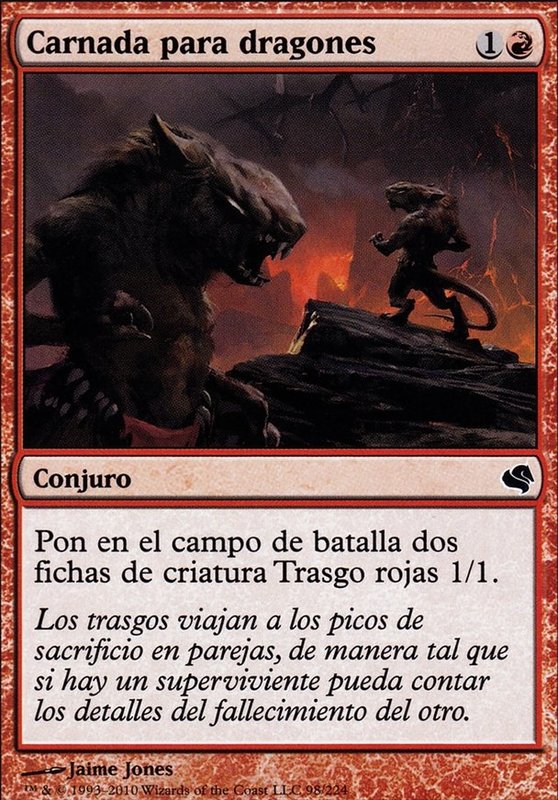 Carnada para dragones 1
Conjuro
Pon en el campo de batalla dos
fichas de criatura Trasgo rojas 1/1.
Los trasgos viajan a los picos de
sacrificio en parejas, de manera tal que
si hay un superviviente pueda contar
los detalles del fallecimiento del otro.
Jaime Jones
™ & © 1993–2010 Wizards of the Coast LLC 98/224